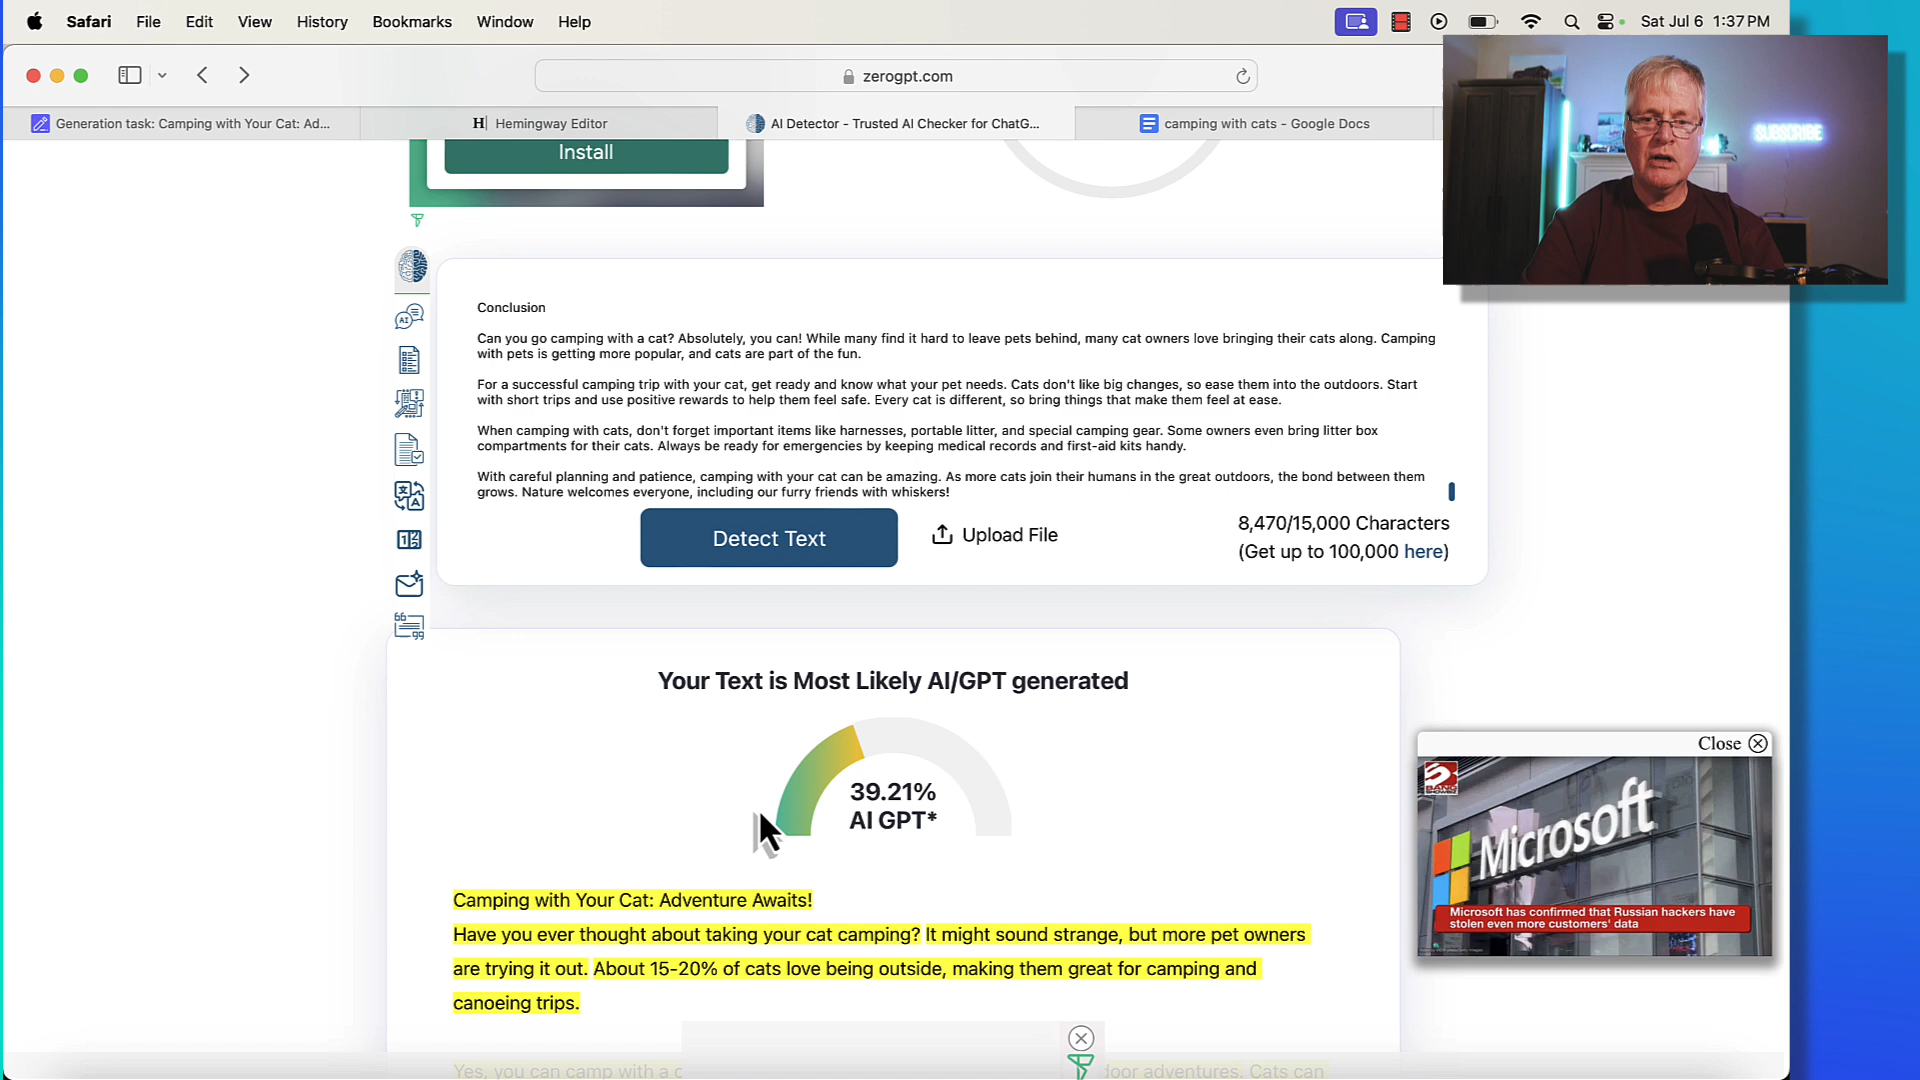 Safari File Edit View History Bookmarks Window Help Sat Jul 6 1:37 PM
zerogpt.com
Generation task: Camping with Your Cat: Ad...
H Hemingway Editor
AI Detector - Trusted AI Checker for ChatG...
camping with cats - Google Docs
SUBSCRIBE
Install
Conclusion
Can you go camping with a cat? Absolutely, you can! While many find it hard to leave pets behind, many cat owners love bringing their cats along. Camping
with pets is getting more popular, and cats are part of the fun.
For a successful camping trip with your cat, get ready and know what your pet needs. Cats don't like big changes, so ease them into the outdoors. Start
with short trips and use positive rewards to help them feel safe. Every cat is different, so bring things that make them feel at ease.
When camping with cats, don't forget important items like harnesses, portable litter, and special camping gear. Some owners even bring litter box
compartments for their cats. Always be ready for emergencies by keeping medical records and first-aid kits handy.
With careful planning and patience, camping with your cat can be amazing. As more cats join their humans in the great outdoors, the bond between them
grows. Nature welcomes everyone, including our furry friends with whiskers!
Detect Text
Upload File
8,470/15,000 Characters
(Get up to 100,000 here)
Your Text is Most Likely AI/GPT generated
39.21%
AI GPT*
Close
Microsoft
Microsoft has confirmed that Russian hackers have
stolen even more customers' data
Camping with Your Cat: Adventure Awaits!
Have you ever thought about taking your cat camping? It might sound strange, but more pet owners
are trying it out. About 15-20% of cats love being outside, making them great for camping and
canoeing trips.
Yes, you can camp with a c
door adventures. Cats can